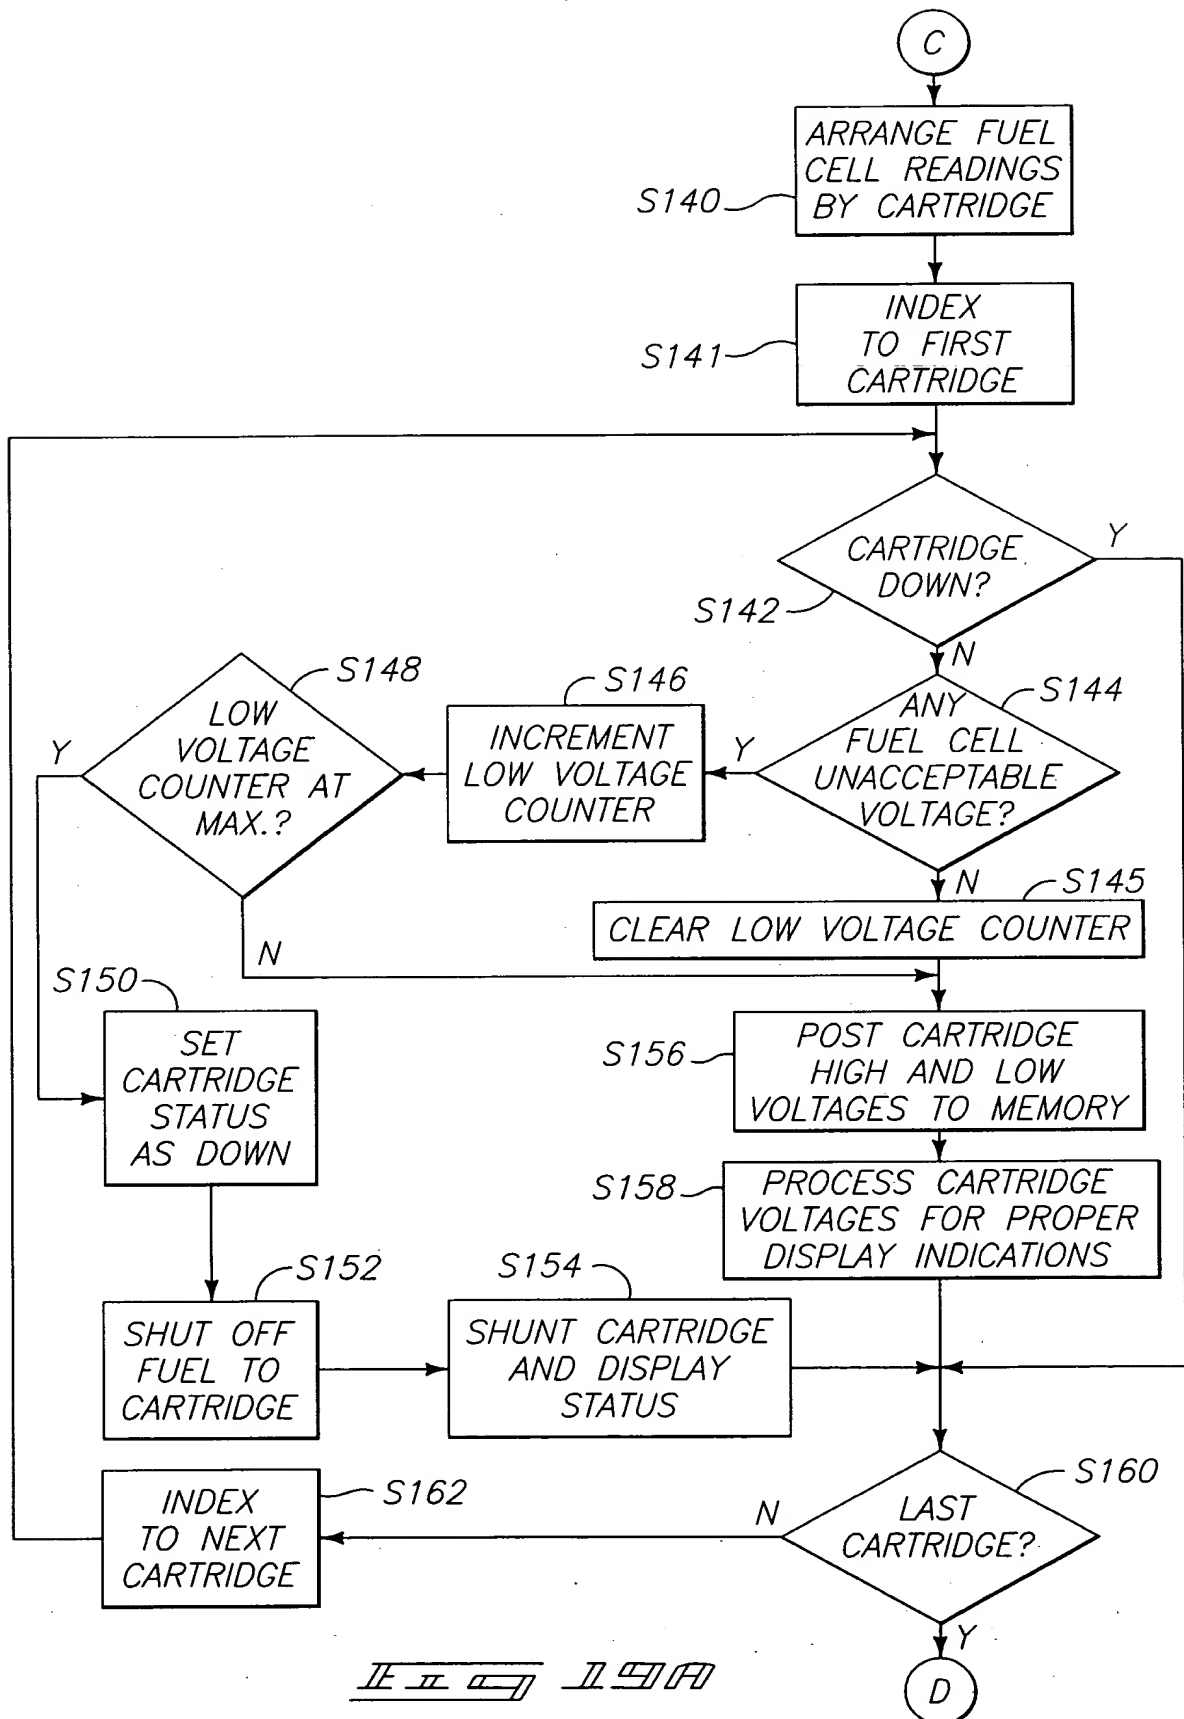 C
ARRANGE FUEL
CELL READINGS
BY CARTRIDGE
S140
INDEX
TO FIRST
CARTRIDGE
S141
CARTRIDGE
DOWN?
Y
S142
N
ANY
FUEL CELL
UNACCEPTABLE
VOLTAGE?
S144
Y
S146
INCREMENT
LOW VOLTAGE
COUNTER
S148
LOW
VOLTAGE
COUNTER AT
MAX.?
Y
N
N
S145
CLEAR LOW VOLTAGE COUNTER
S150
SET
CARTRIDGE
STATUS
AS DOWN
S156
POST CARTRIDGE
HIGH AND LOW
VOLTAGES TO MEMORY
S158
PROCESS CARTRIDGE
VOLTAGES FOR PROPER
DISPLAY INDICATIONS
S152
SHUT OFF
FUEL TO
CARTRIDGE
S154
SHUNT CARTRIDGE
AND DISPLAY
STATUS
S160
LAST
CARTRIDGE?
N
S162
INDEX
TO NEXT
CARTRIDGE
Y
D
FIG 19A